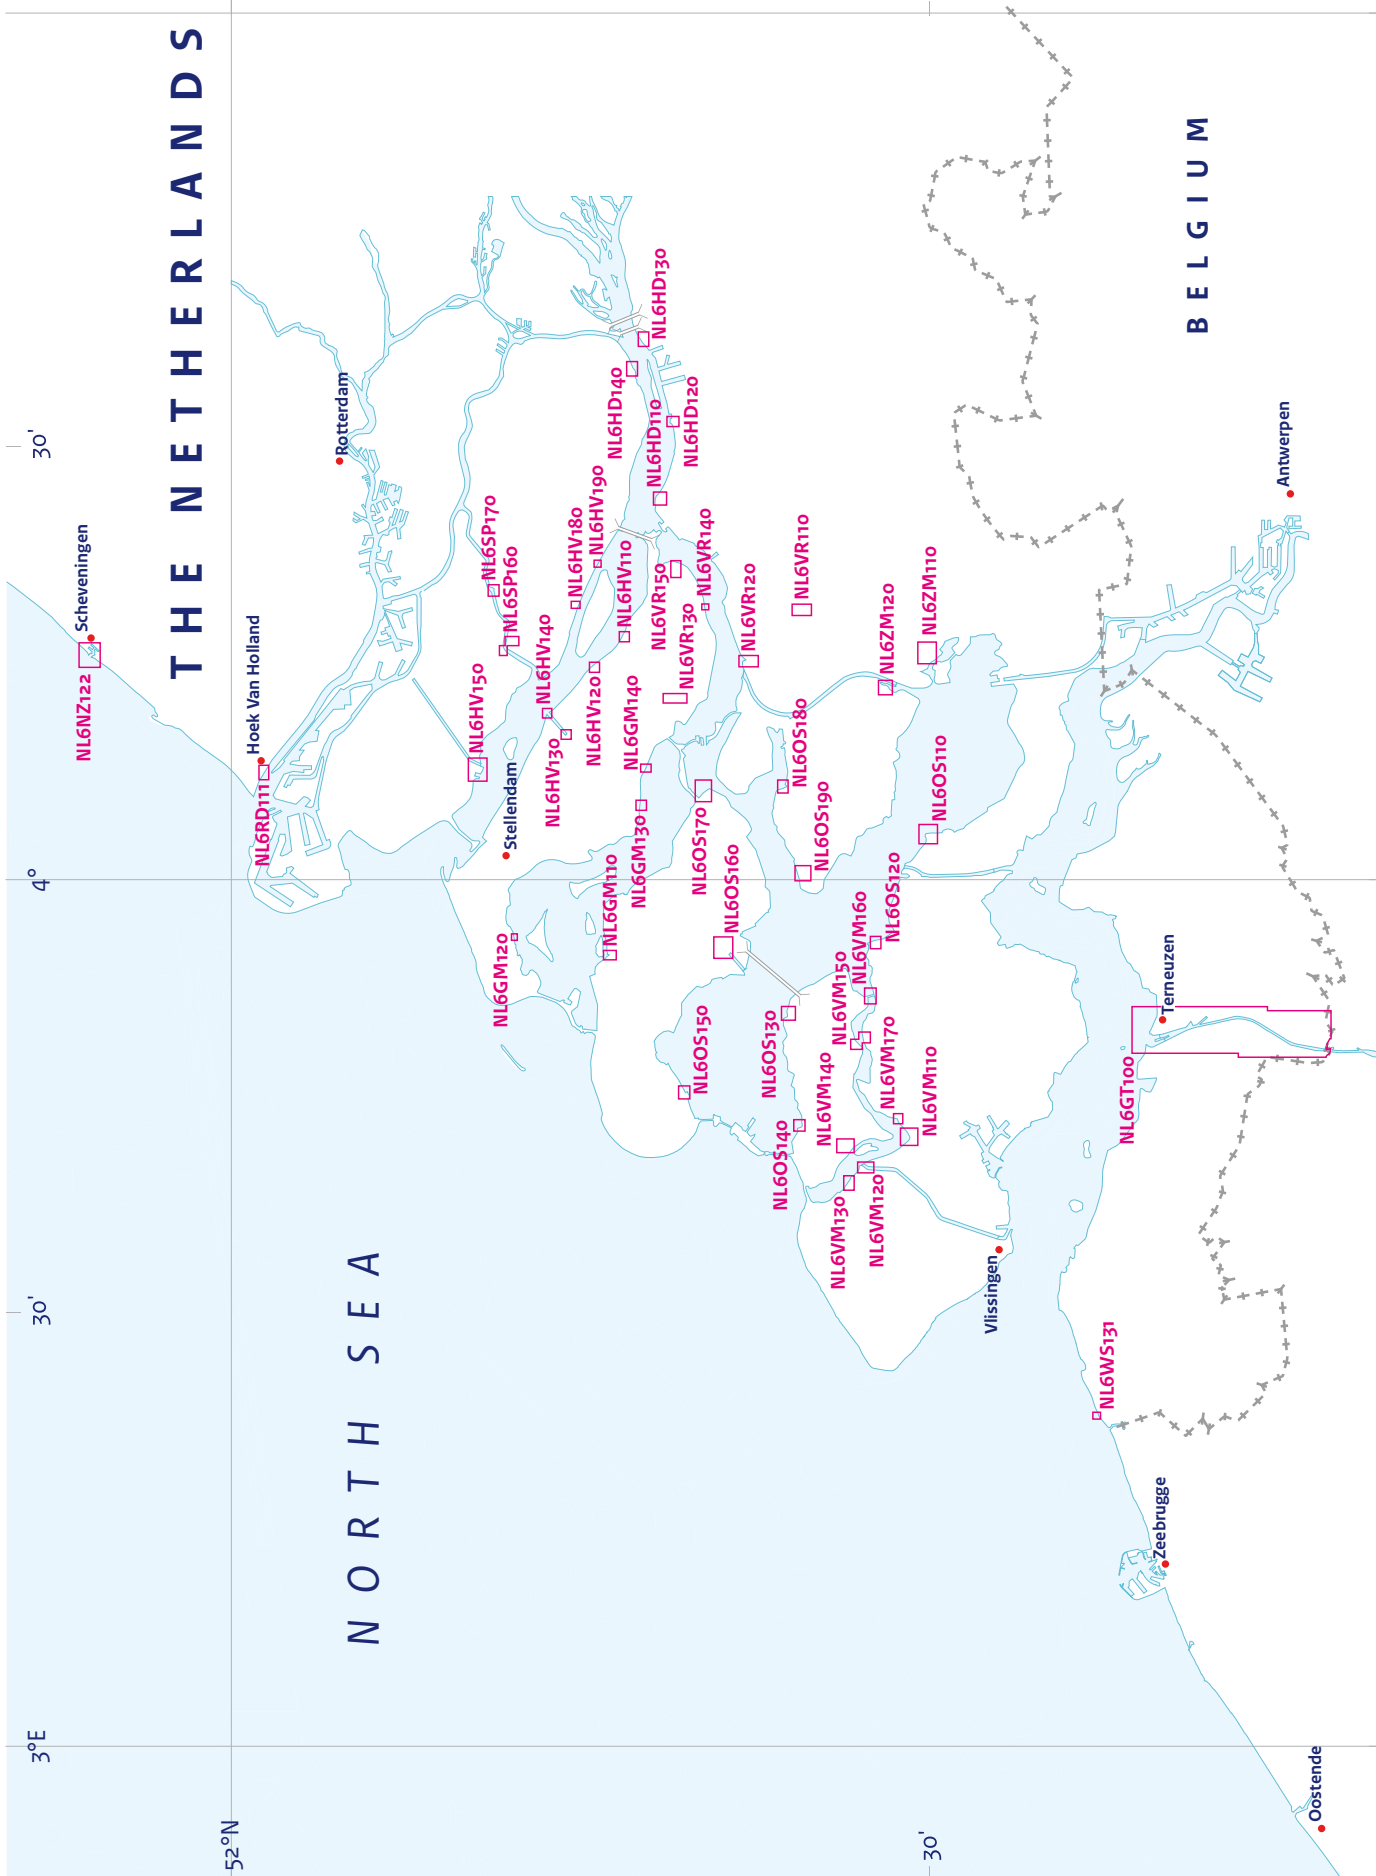 THE NETHERLANDS
NORTH SEA
BELGIUM
52°N
30'
3°E
30'
4°
30'
Scheveningen
NL6NZ122
Hoek Van Holland
NL6RD111
Rotterdam
NL6HV150
Stellendam
NL6SP170
NL6SP160
NL6HV140
NL6HV130
NL6HV180
NL6HV190
NL6HV120
NL6HV110
NL6HD140
NL6HD130
NL6HD110
NL6HD120
NL6GM120
NL6GM110
NL6GM130
NL6GM140
NL6VR150
NL6VR130
NL6VR140
NL6VR120
NL6VR110
NL6OS170
NL6OS160
NL6OS150
NL6OS180
NL6OS190
NL6OS130
NL6OS140
NL6OS120
NL6OS110
NL6ZM120
NL6ZM110
NL6VM160
NL6VM150
NL6VM140
NL6VM170
NL6VM110
NL6VM130
NL6VM120
Vlissingen
Terneuzen
NL6GT100
NL6WS131
Zeebrugge
Oostende
Antwerpen